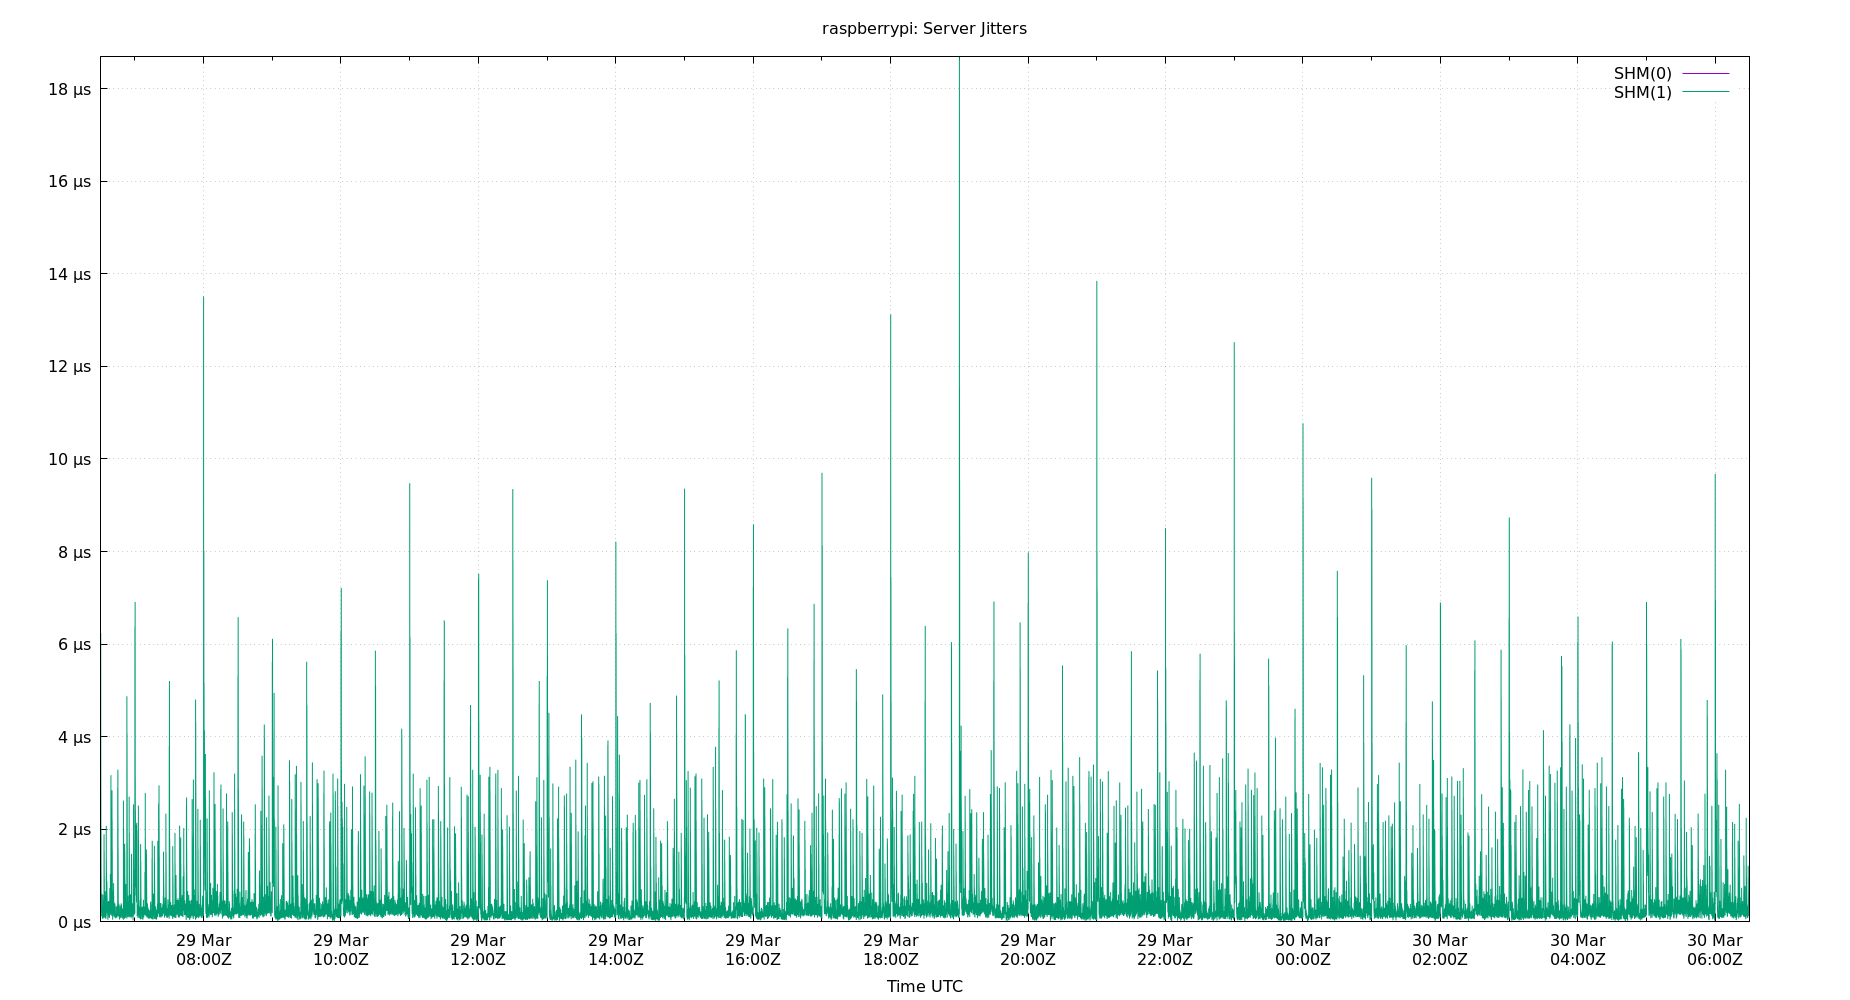 raspberrypi: Server Jitters
SHM(0)
SHM(1)
18 µs
16 µs
14 µs
12 µs
10 µs
8 µs
6 µs
4 µs
2 µs
0 µs
29 Mar 29 Mar 29 Mar 29 Mar 29 Mar 29 Mar 29 Mar 29 Mar 30 Mar 30 Mar 30 Mar 30 Mar
08:00Z 10:00Z 12:00Z 14:00Z 16:00Z 18:00Z 20:00Z 22:00Z 00:00Z 02:00Z 04:00Z 06:00Z
Time UTC